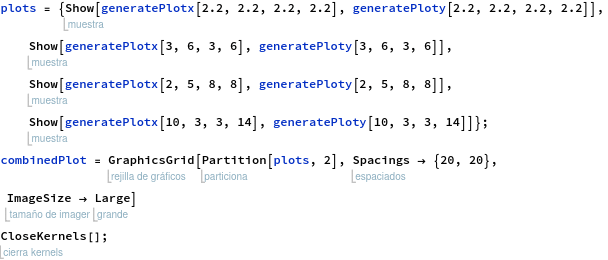 plots = {Show[generatePlotx[2.2, 2.2, 2.2, 2.2], generatePloty[2.2, 2.2, 2.2, 2.2]],
muestra
Show[generatePlotx[3, 6, 3, 6], generatePloty[3, 6, 3, 6]],
muestra
Show[generatePlotx[2, 5, 8, 8], generatePloty[2, 5, 8, 8]],
muestra
Show[generatePlotx[10, 3, 3, 14], generatePloty[10, 3, 3, 14]]};
muestra
combinedPlot = GraphicsGrid[Partition[plots, 2], Spacings → {20, 20},
rejilla de gráficos particiona espaciados
ImageSize → Large]
tamaño de imagen grande
CloseKernels[];
cierra kernels